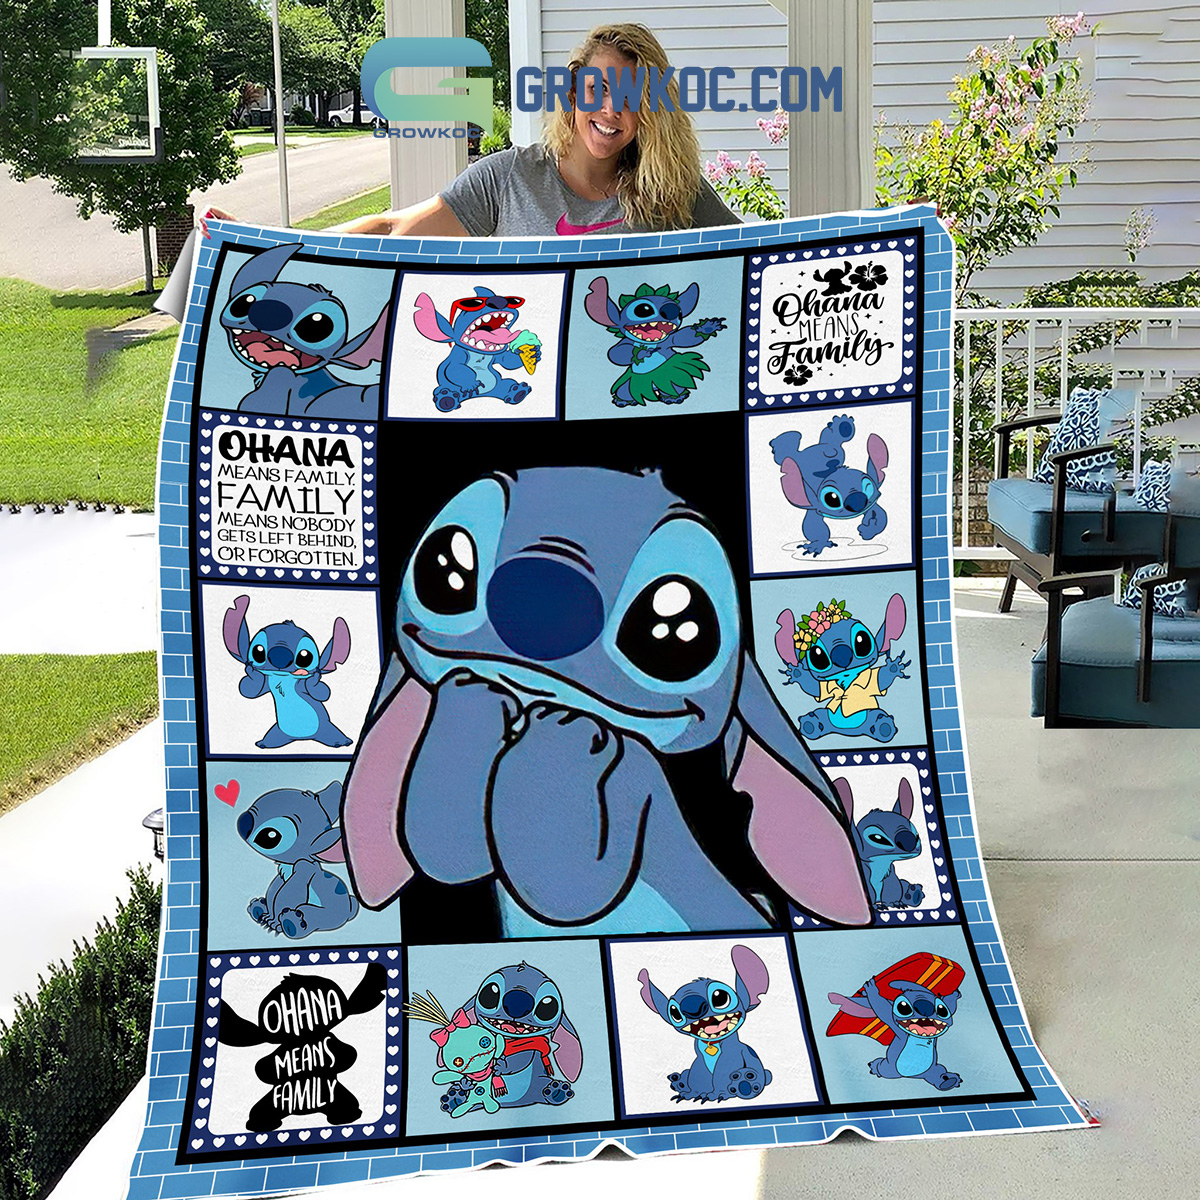 GROWKOC
GROWKOC.COM
Ohana
MEANS
Family
OHANA
MEANS FAMILY.
FAMILY
MEANS NOBODY
GETS LEFT BEHIND,
OR FORGOTTEN.
OHANA
MEANS
FAMILY